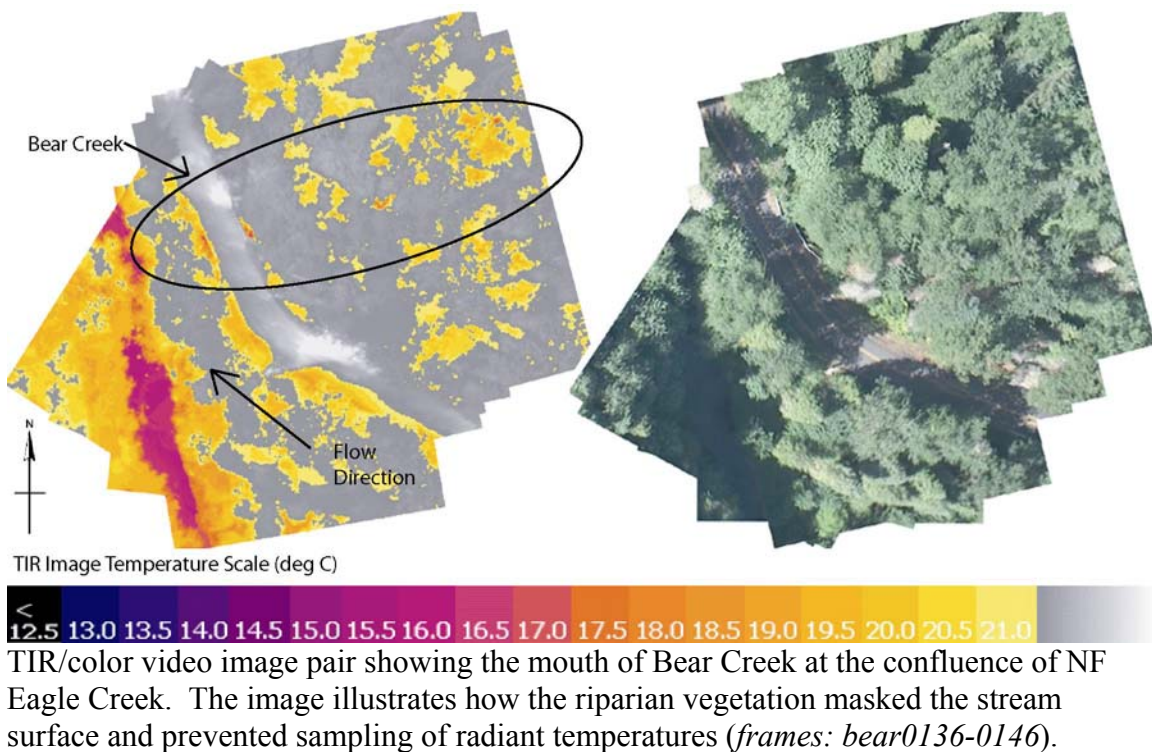 Bear Creek
Flow
Direction
N
TIR Image Temperature Scale (deg C)
<
12.5 13.0 13.5 14.0 14.5 15.0 15.5 16.0 16.5 17.0 17.5 18.0 18.5 19.0 19.5 20.0 20.5 21.0
TIR/color video image pair showing the mouth of Bear Creek at the confluence of NF
Eagle Creek.  The image illustrates how the riparian vegetation masked the stream
surface and prevented sampling of radiant temperatures (frames: bear0136-0146).